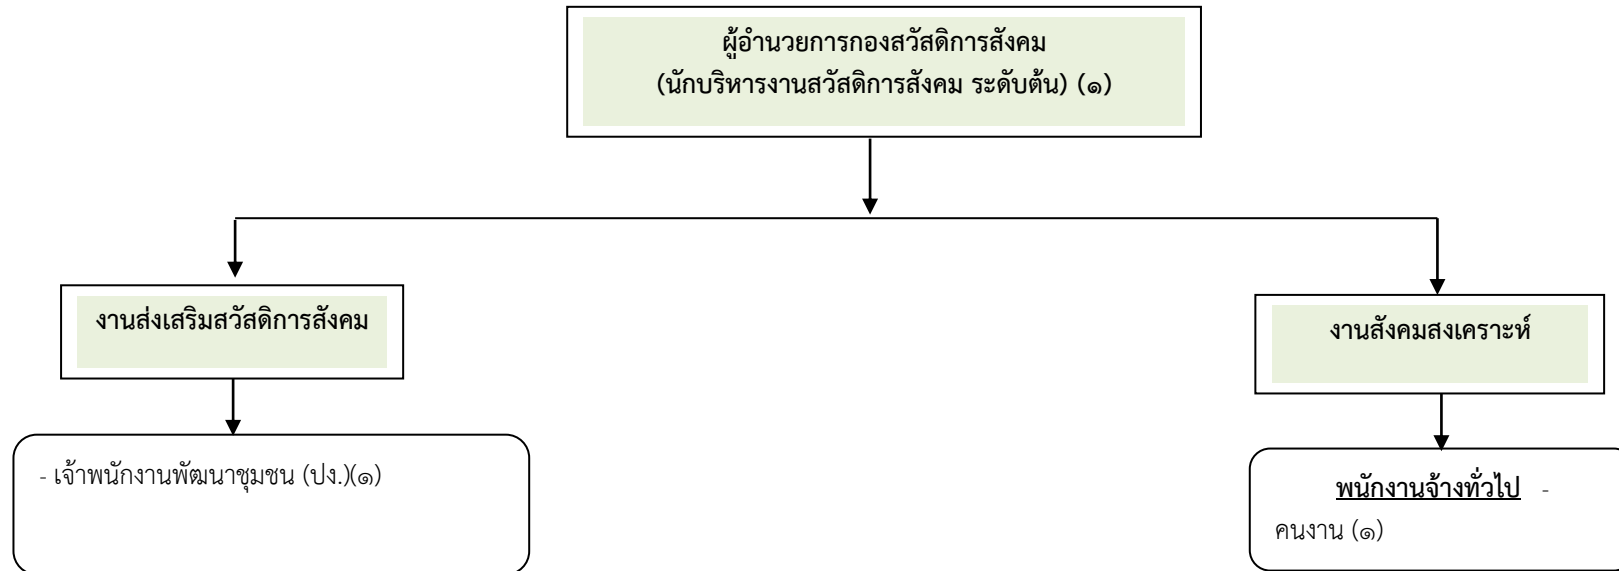 ผู้อำนวยการกองสวัสดิการสังคม
(นักบริหารงานสวัสดิการสังคม ระดับต้น) (๑)
งานส่งเสริมสวัสดิการสังคม
งานสังคมสงเคราะห์
- เจ้าพนักงานพัฒนาชุมชน (ปง.)(๑)
พนักงานจ้างทั่วไป -
คนงาน (๑)